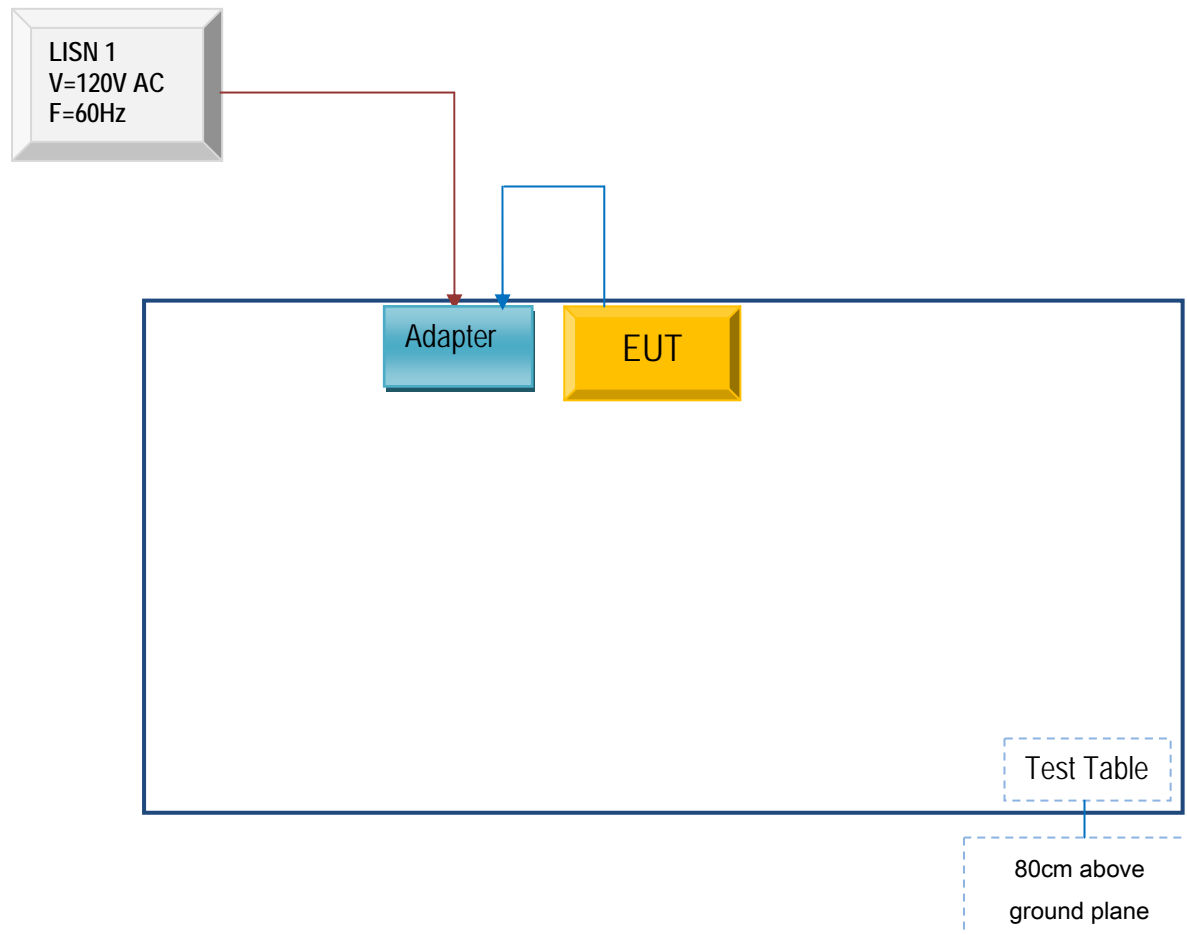 LISN 1
V=120V AC
F=60Hz
Adapter
EUT
Test Table
80cm above
ground plane